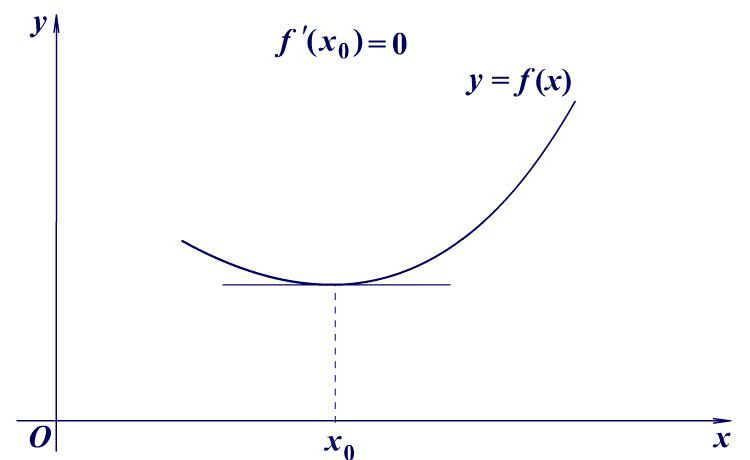 y
f ′(x₀) = 0
y = f(x)
O
x₀
x